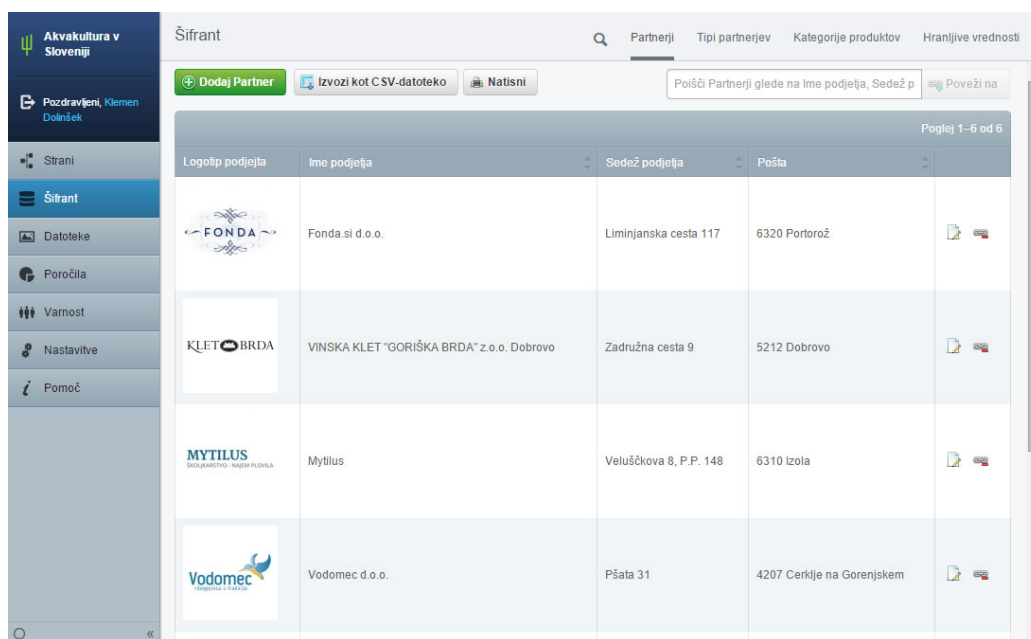 Akvakultura v
Sloveniji
Šifrant
Partnerji
Tipi partnerjev
Kategorije produktov
Hranljive vrednosti
Pozdravljeni, Klemen
Dolinšek
Dodaj Partner
Izvozi kot CSV-datoteko
Natisni
Poišči Partnerji glede na Ime podjetja, Sedež p
Poveži na
Poglej 1–6 od 6
Strani
Šifrant
Datoteke
Poročila
Varnost
Nastavitve
Pomoč
«
Logotip podjejta
Ime podjetja
Sedež podjetja
Pošta
FONDA
Fonda.si d.o.o.
Liminjanska cesta 117
6320 Portorož
KLET BRDA
VINSKA KLET "GORIŠKA BRDA" z.o.o. Dobrovo
Zadružna cesta 9
5212 Dobrovo
MYTILUS
ŠKOLJKARSTVO - NAJEM PLOVILA
Mytilus
Veluščkova 8, P.P. 148
6310 Izola
Vodomec
ribogojnica s tradicijo
Vodomec d.o.o.
Pšata 31
4207 Cerklje na Gorenjskem